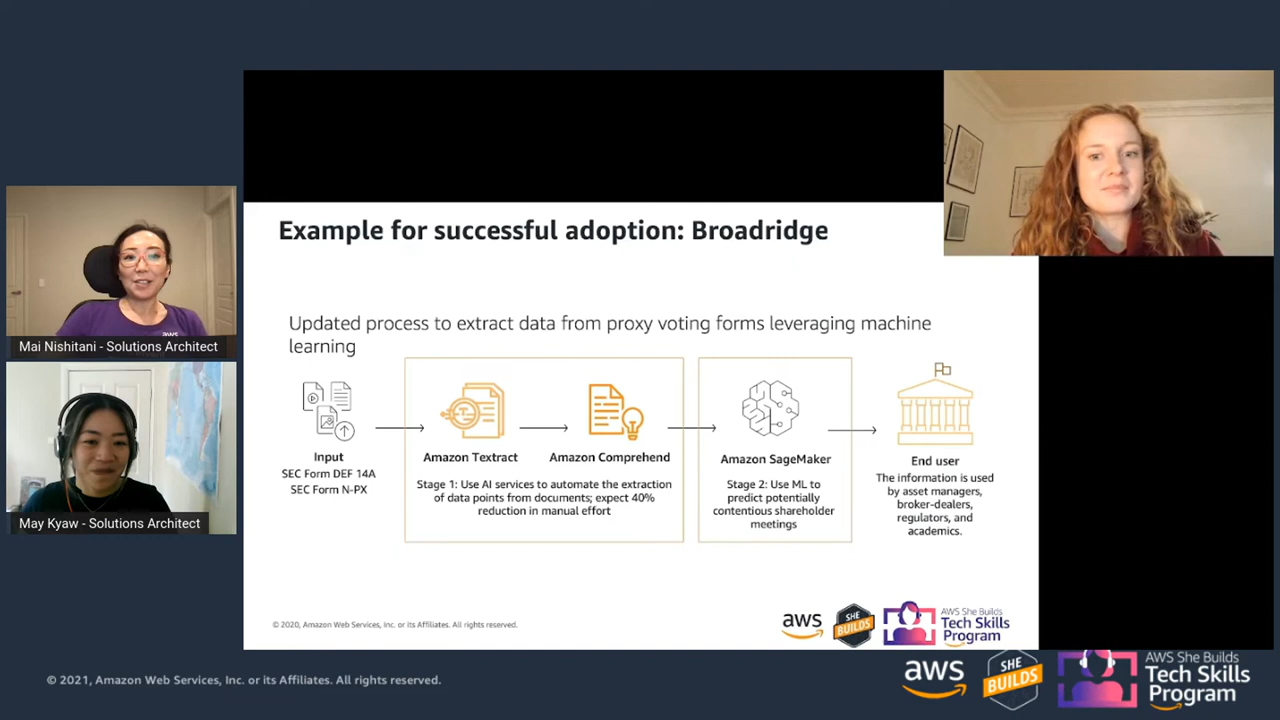 Example for successful adoption: Broadridge
Updated process to extract data from proxy voting forms leveraging machine
learning
Input
SEC Form DEF 14A
SEC Form N-PX
Amazon Textract
Amazon Comprehend
Stage 1: Use AI services to automate the extraction
of data points from documents; expect 40%
reduction in manual effort
Amazon SageMaker
Stage 2: Use ML to
predict potentially
contentious shareholder
meetings
End user
The information is used
by asset managers,
broker-dealers,
regulators, and
academics.
© 2020, Amazon Web Services, Inc. or its Affiliates. All rights reserved.
aws
SHE
BUILDS
AWS She Builds
Tech Skills
Program
aws
Mai Nishitani - Solutions Architect
May Kyaw - Solutions Architect
© 2021, Amazon Web Services, Inc. or its Affiliates. All rights reserved.
aws
SHE
BUILDS
AWS She Builds
Tech Skills
Program